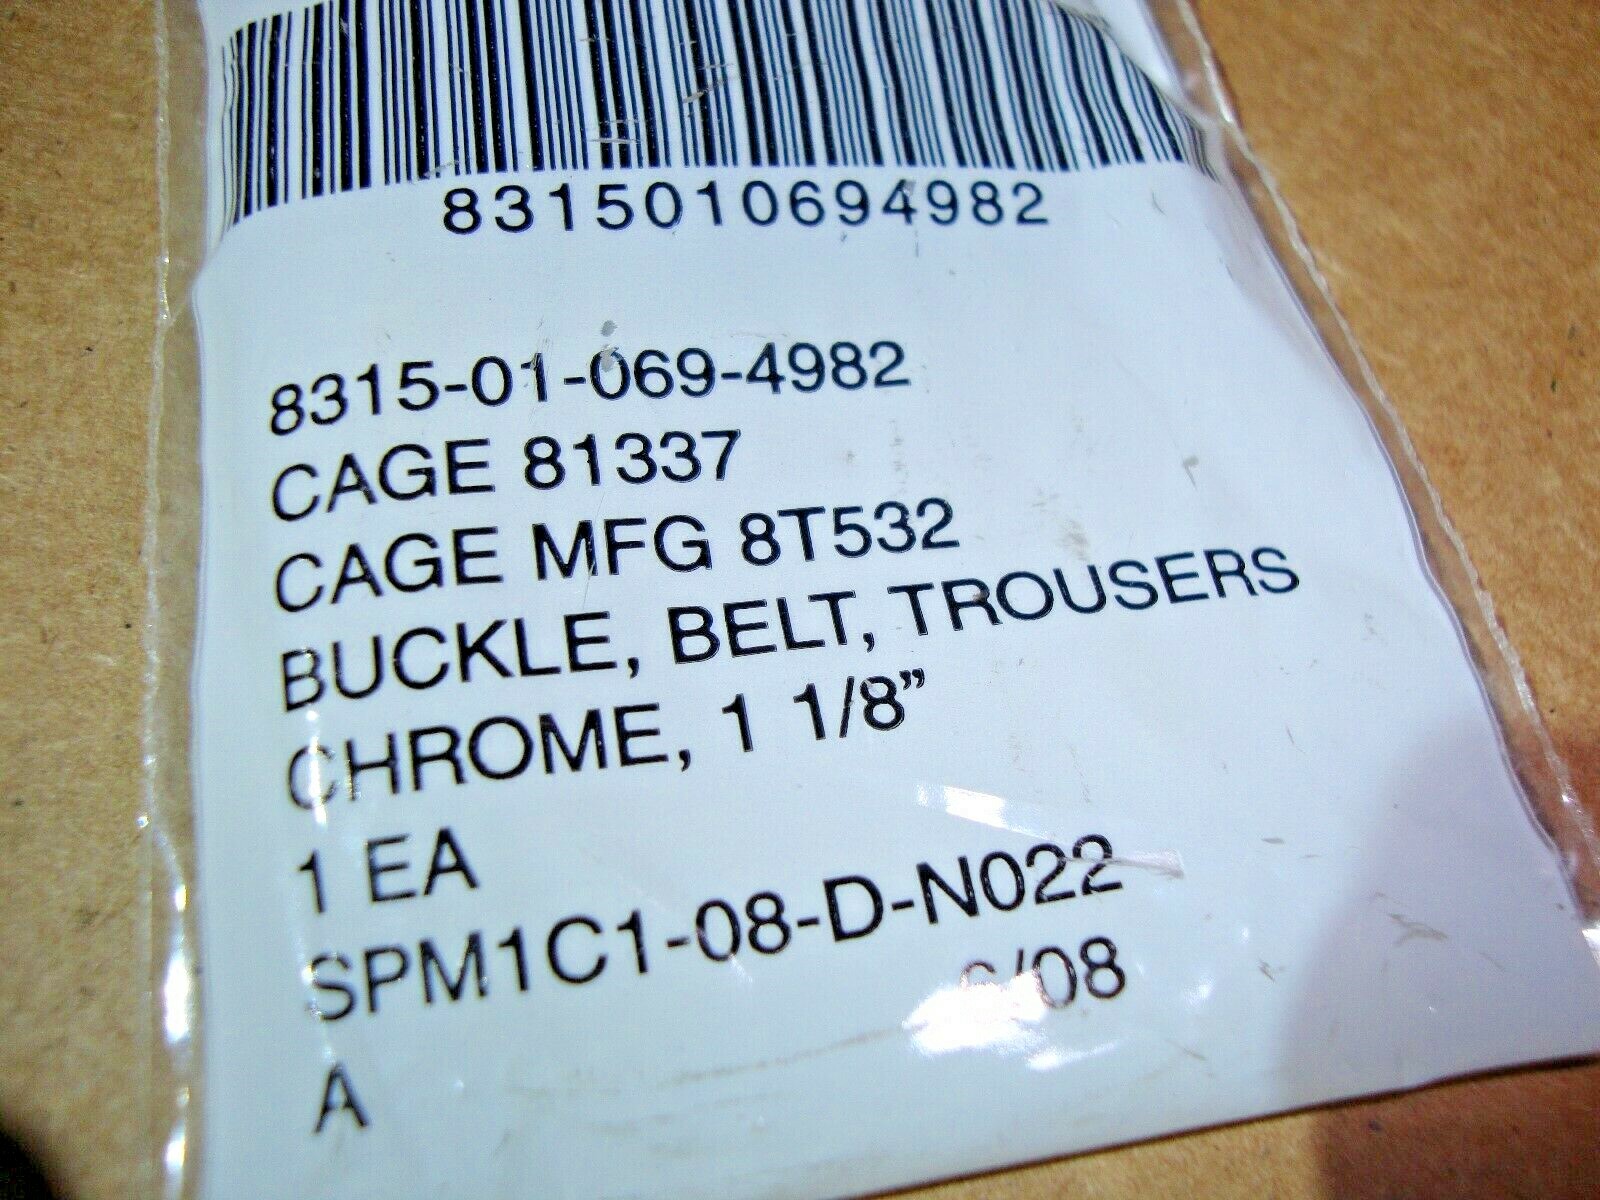 8315010694982
8315-01-069-4982
CAGE 81337
CAGE MFG 8T532
BUCKLE, BELT, TROUSERS
CHROME, 1 1/8”
1 EA
SPM1C1-08-D-N022
/08
A